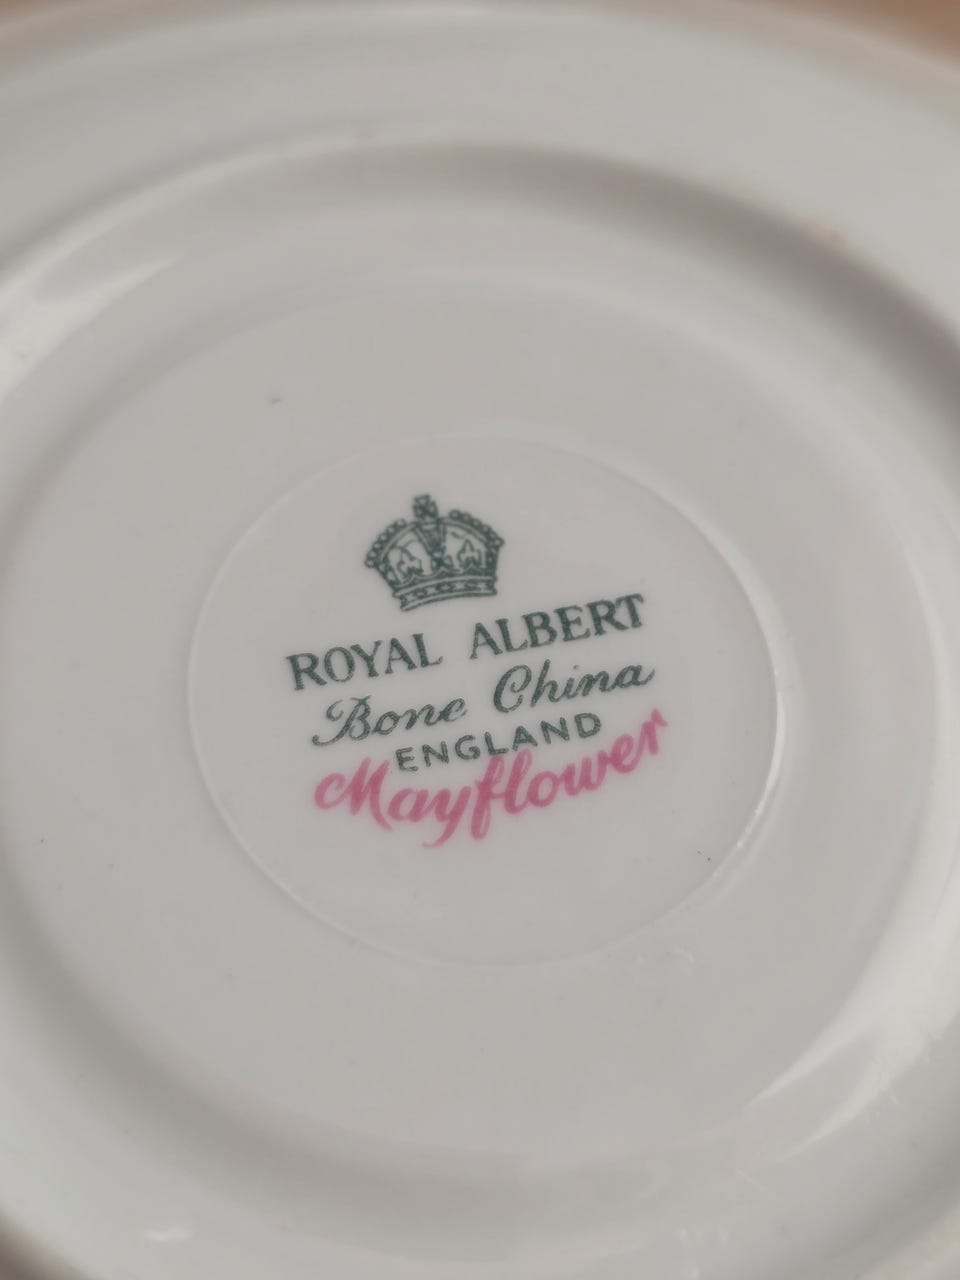 ROYAL ALBERT
Bone China
ENGLAND
Mayflower